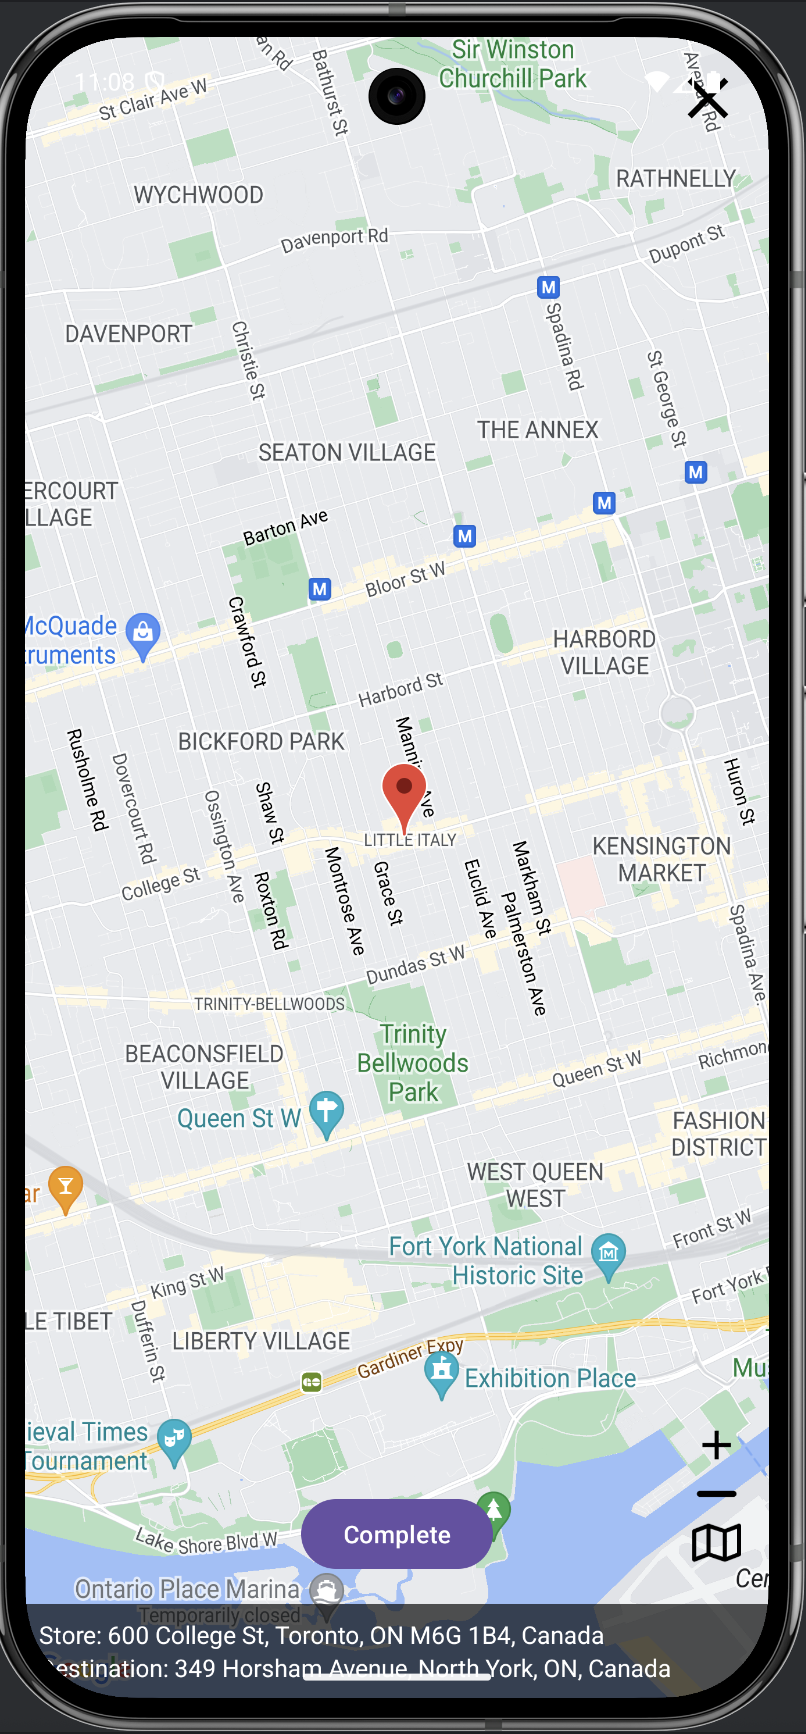 Sir Winston
Churchill Park
11:08
St Clair Ave W
an Rd
Bathurst St
Rd
WYCHWOOD
RATHNELLY
Davenport Rd
Dupont St
DAVENPORT
Christie St
Spadina Rd
St George St
THE ANNEX
SEATON VILLAGE
ERCOURT
LLAGE
Barton Ave
M
M
M
M
M
Bloor St W
Crawford St
McQuade
truments
HARBORD
VILLAGE
Harbord St
BICKFORD PARK
Ave
Rusholme Rd
Dovercourt Rd
Ossington Ave
Shaw St
Huron St
LITTLE ITALY
KENSINGTON
MARKET
College St
Roxton Rd
Montrose Ave
Grace St
Euclid Ave
Markham St
Palmerston Ave
Spadina Ave.
Dundas St W
TRINITY-BELLWOODS
Trinity
Bellwoods
Park
BEACONSFIELD
VILLAGE
Queen St W
Richmon
Queen St W
FASHION
DISTRICT
WEST QUEEN
WEST
ar
Front St W
Fort York National
Historic Site
King St W
Fort York
LE TIBET
Dufferin St
LIBERTY VILLAGE
Gardiner Expy
Exhibition Place
Mu
ieval Times
Tournament
Complete
Lake Shore Blvd W
Ontario Place Marina
Temporarily closed
Cen
Store: 600 College St, Toronto, ON M6G 1B4, Canada
Destination: 349 Horsham Avenue, North York, ON, Canada